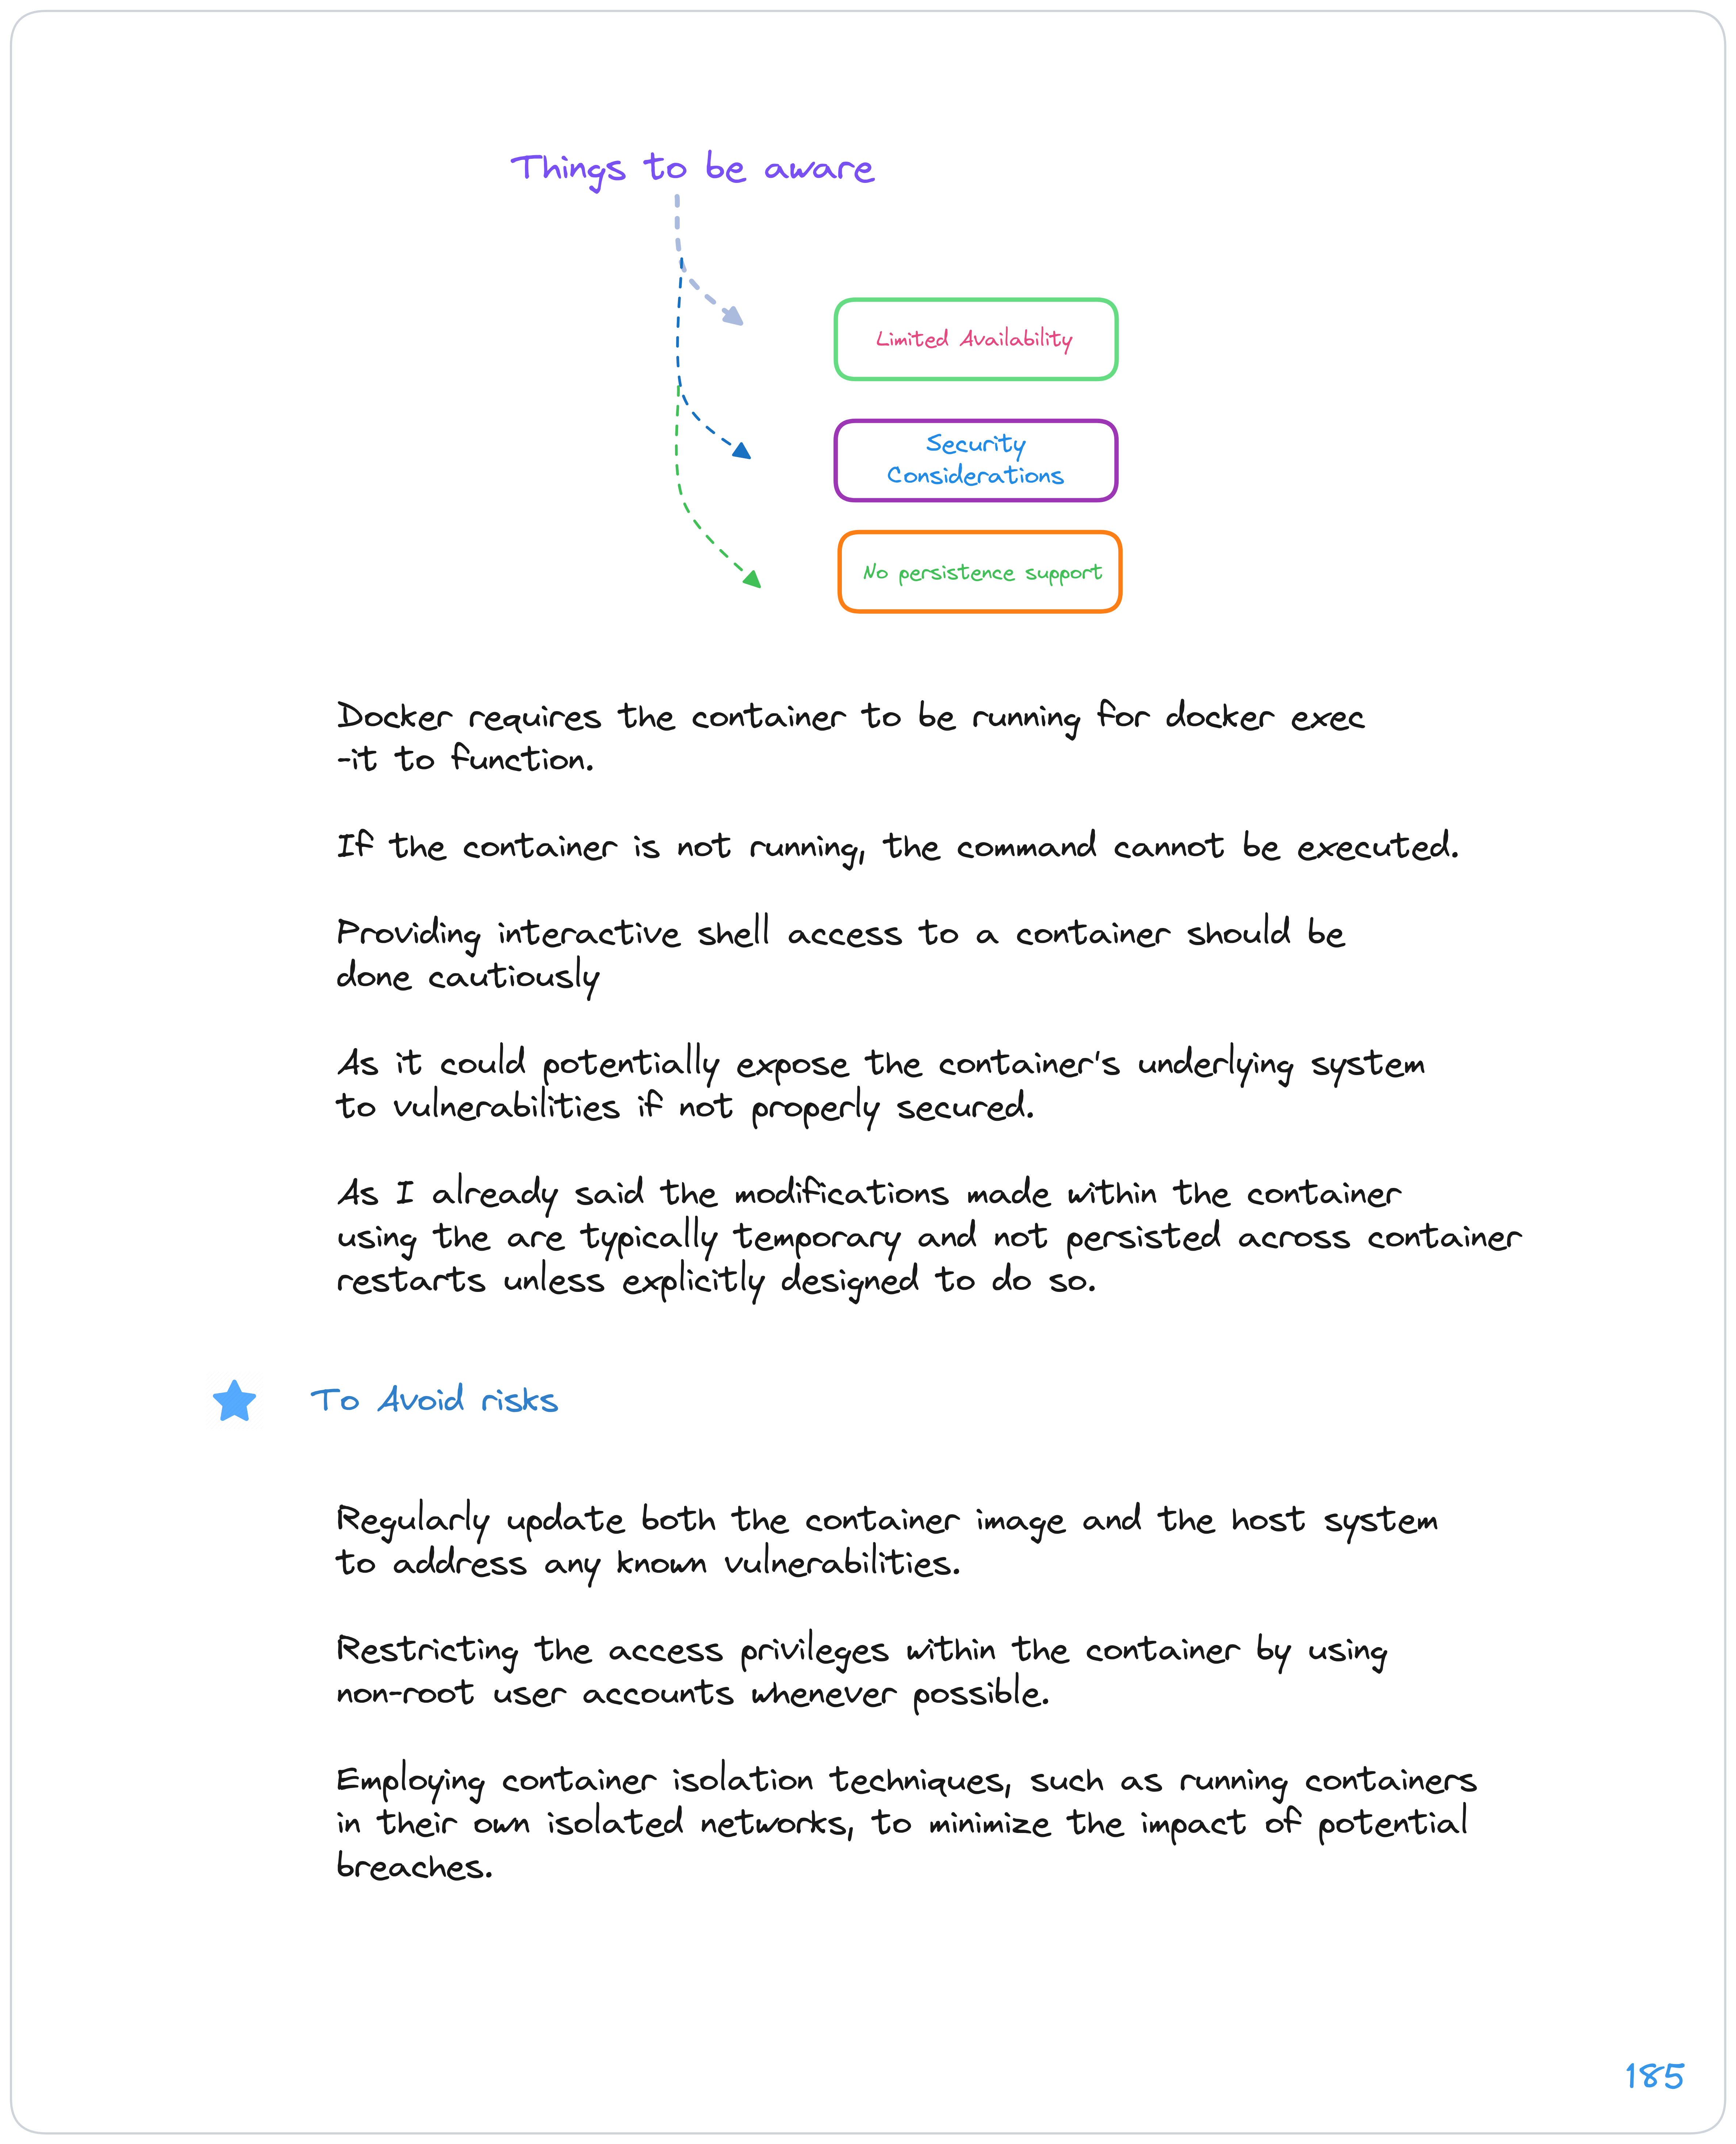 Things to be aware
Limited Availability
Security
Considerations
No persistence support
Docker requires the container to be running for docker exec
-it to function.
If the container is not running, the command cannot be executed.
Providing interactive shell access to a container should be
done cautiously
As it could potentially expose the container's underlying system
to vulnerabilities if not properly secured.
As I already said the modifications made within the container
using the are typically temporary and not persisted across container
restarts unless explicitly designed to do so.
To Avoid risks
Regularly update both the container image and the host system
to address any known vulnerabilities.
Restricting the access privileges within the container by using
non-root user accounts whenever possible.
Employing container isolation techniques, such as running containers
in their own isolated networks, to minimize the impact of potential
breaches.
185